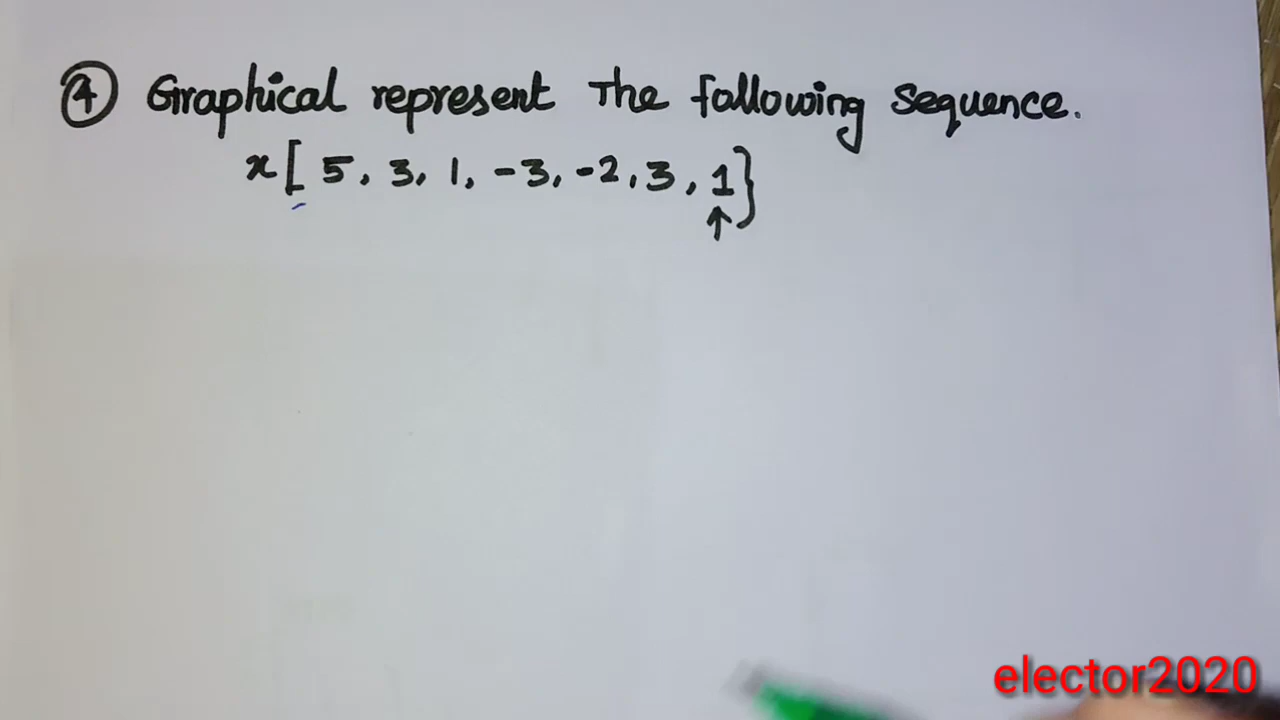 ④ Graphical represent the following sequence.
x[ 5, 3, 1, -3, -2, 3, 1}
↑
elector2020